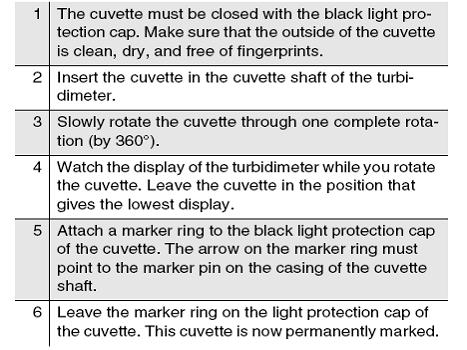 1 The cuvette must be closed with the black light pro-
tection cap. Make sure that the outside of the cuvette
is clean, dry, and free of fingerprints.
2 Insert the cuvette in the cuvette shaft of the turbi-
dimeter.
3 Slowly rotate the cuvette through one complete rota-
tion (by 360°).
4 Watch the display of the turbidimeter while you rotate
the cuvette. Leave the cuvette in the position that
gives the lowest display.
5 Attach a marker ring to the black light protection cap
of the cuvette. The arrow on the marker ring must
point to the marker pin on the casing of the cuvette
shaft.
6 Leave the marker ring on the light protection cap of
the cuvette. This cuvette is now permanently marked.